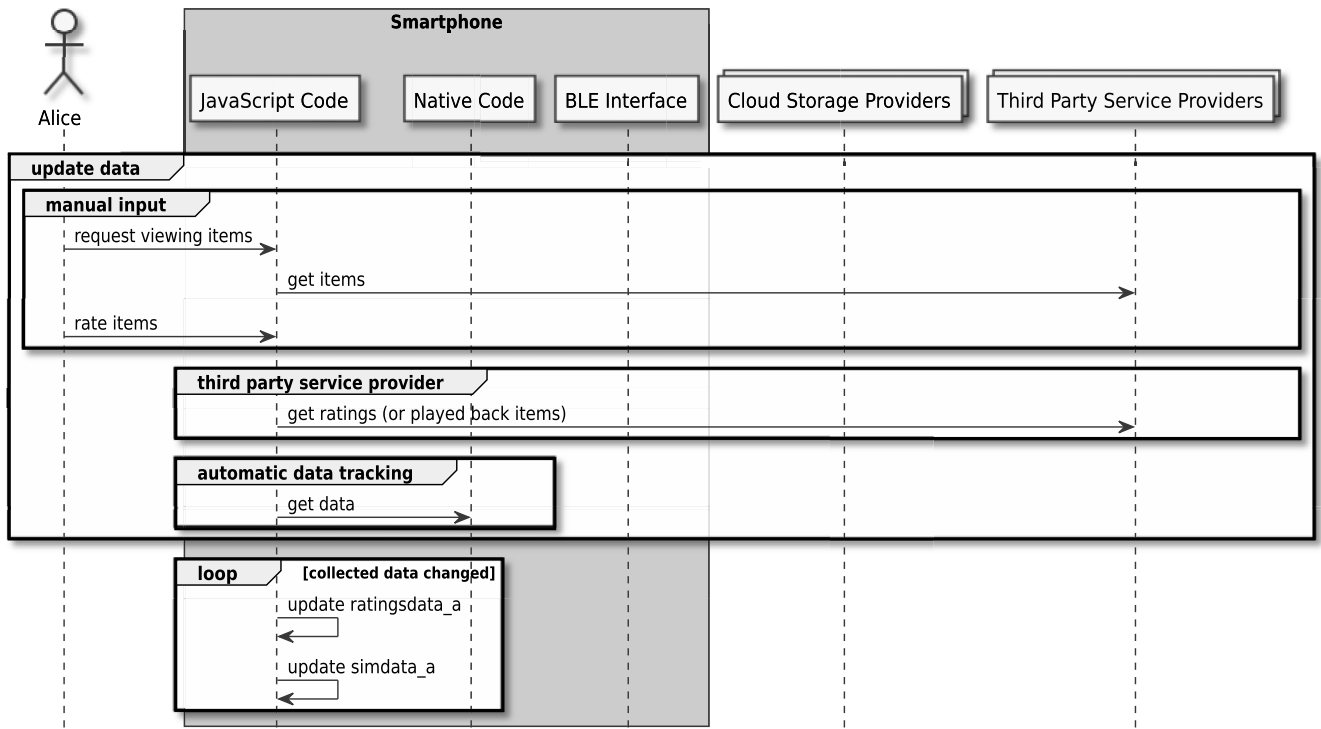 Smartphone
Alice
JavaScript Code
Native Code
BLE Interface
Cloud Storage Providers
Third Party Service Providers
update data
manual input
request viewing items
get items
rate items
third party service provider
get ratings (or played back items)
automatic data tracking
get data
loop
[collected data changed]
update ratingsdata_a
update simdata_a